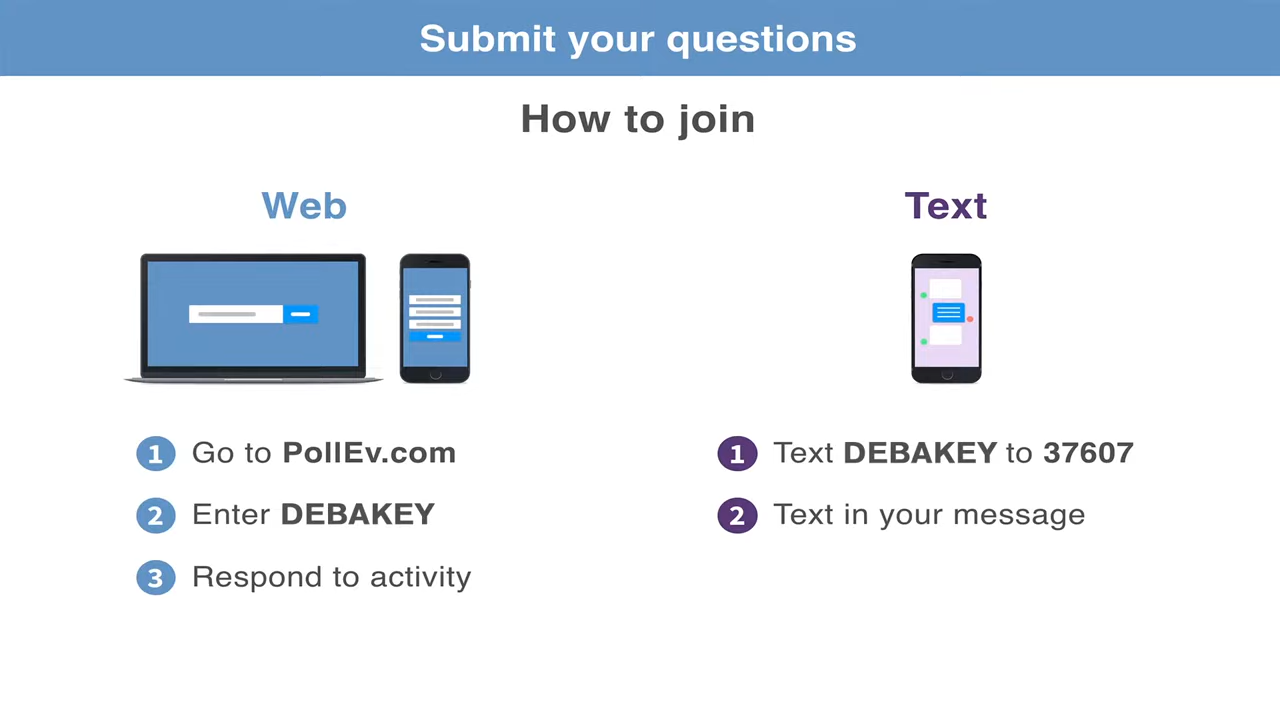 Submit your questions
How to join
Web
1 Go to PollEv.com
2 Enter DEBAKEY
3 Respond to activity
Text
1 Text DEBAKEY to 37607
2 Text in your message